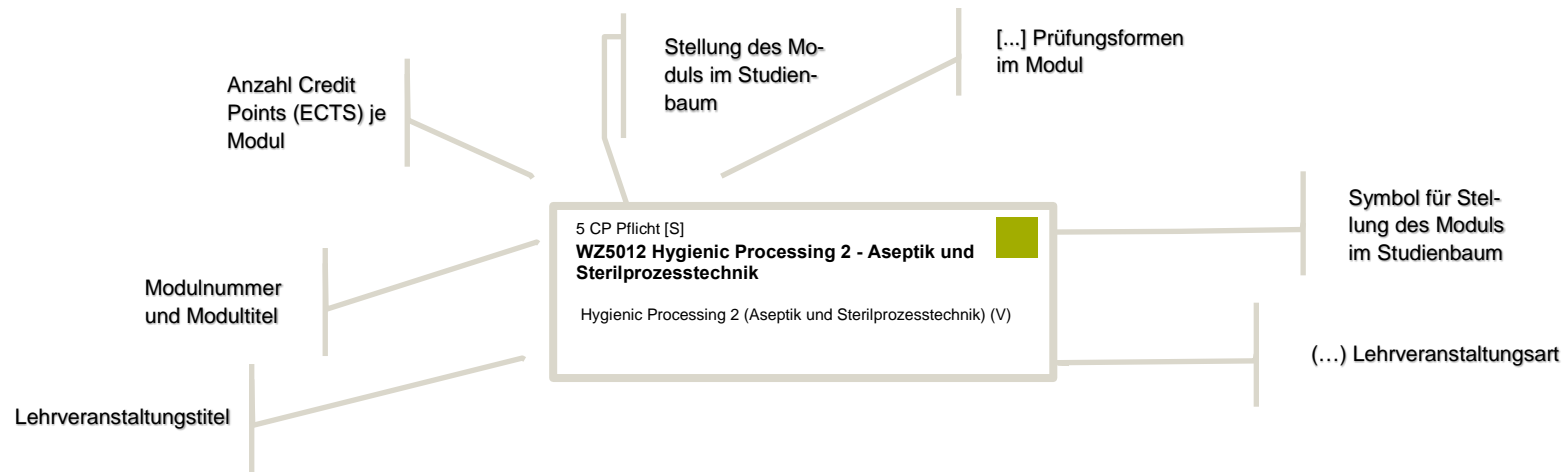 Stellung des Mo-
duls im Studien-
baum
[...] Prüfungsformen
im Modul
Anzahl Credit
Points (ECTS) je
Modul
Symbol für Stel-
lung des Moduls
im Studienbaum
5 CP Pflicht [S]
WZ5012 Hygienic Processing 2 - Aseptik und
Sterilprozesstechnik
Hygienic Processing 2 (Aseptik und Sterilprozesstechnik) (V)
Modulnummer
und Modultitel
(…) Lehrveranstaltungsart
Lehrveranstaltungstitel